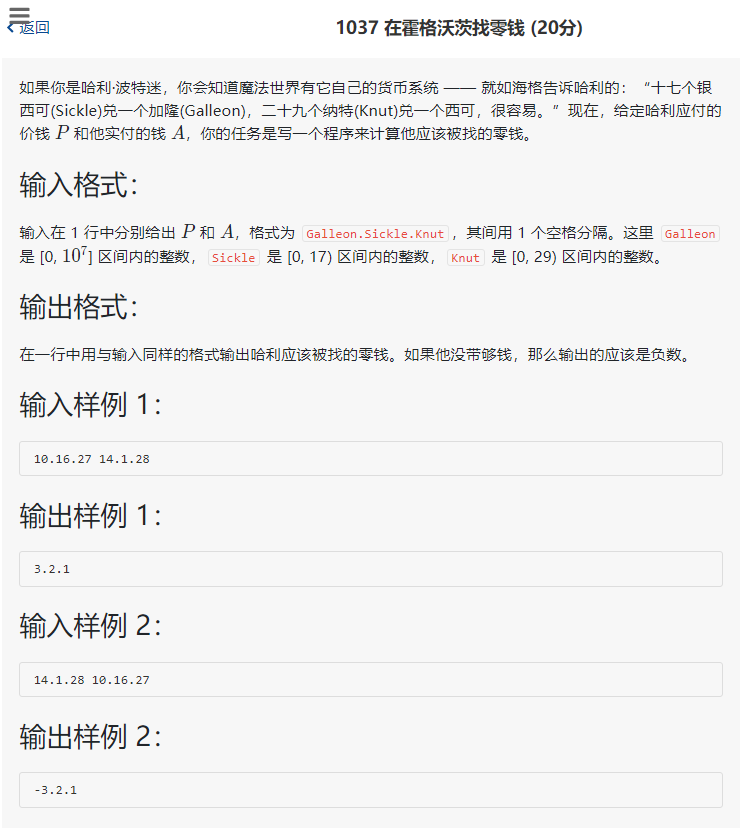 返回
1037 在霍格沃茨找零钱 (20分)
如果你是哈利·波特迷，你会知道魔法世界有它自己的货币系统 —— 就如海格告诉哈利的：“十七个银
西可(Sickle)兑一个加隆(Galleon)，二十九个纳特(Knut)兑一个西可，很容易。”现在，给定哈利应付的
价钱 P 和他实付的钱 A，你的任务是写一个程序来计算他应该被找的零钱。
输入格式：
输入在 1 行中分别给出 P 和 A，格式为 Galleon.Sickle.Knut，其间用 1 个空格分隔。这里 Galleon
是 [0, 10⁷] 区间内的整数，Sickle 是 [0, 17) 区间内的整数，Knut 是 [0, 29) 区间内的整数。
输出格式：
在一行中用与输入同样的格式输出哈利应该被找的零钱。如果他没带够钱，那么输出的应该是负数。
输入样例 1：
10.16.27 14.1.28
输出样例 1：
3.2.1
输入样例 2：
14.1.28 10.16.27
输出样例 2：
-3.2.1